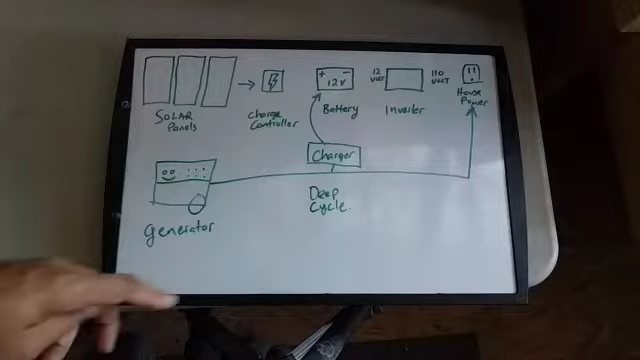 + -
12V
12
VOLT
110
VOLT
SOLAR
Panels
Charge
Controller
Battery
Inverter
House
Power
Charger
Deep
Cycle
generator